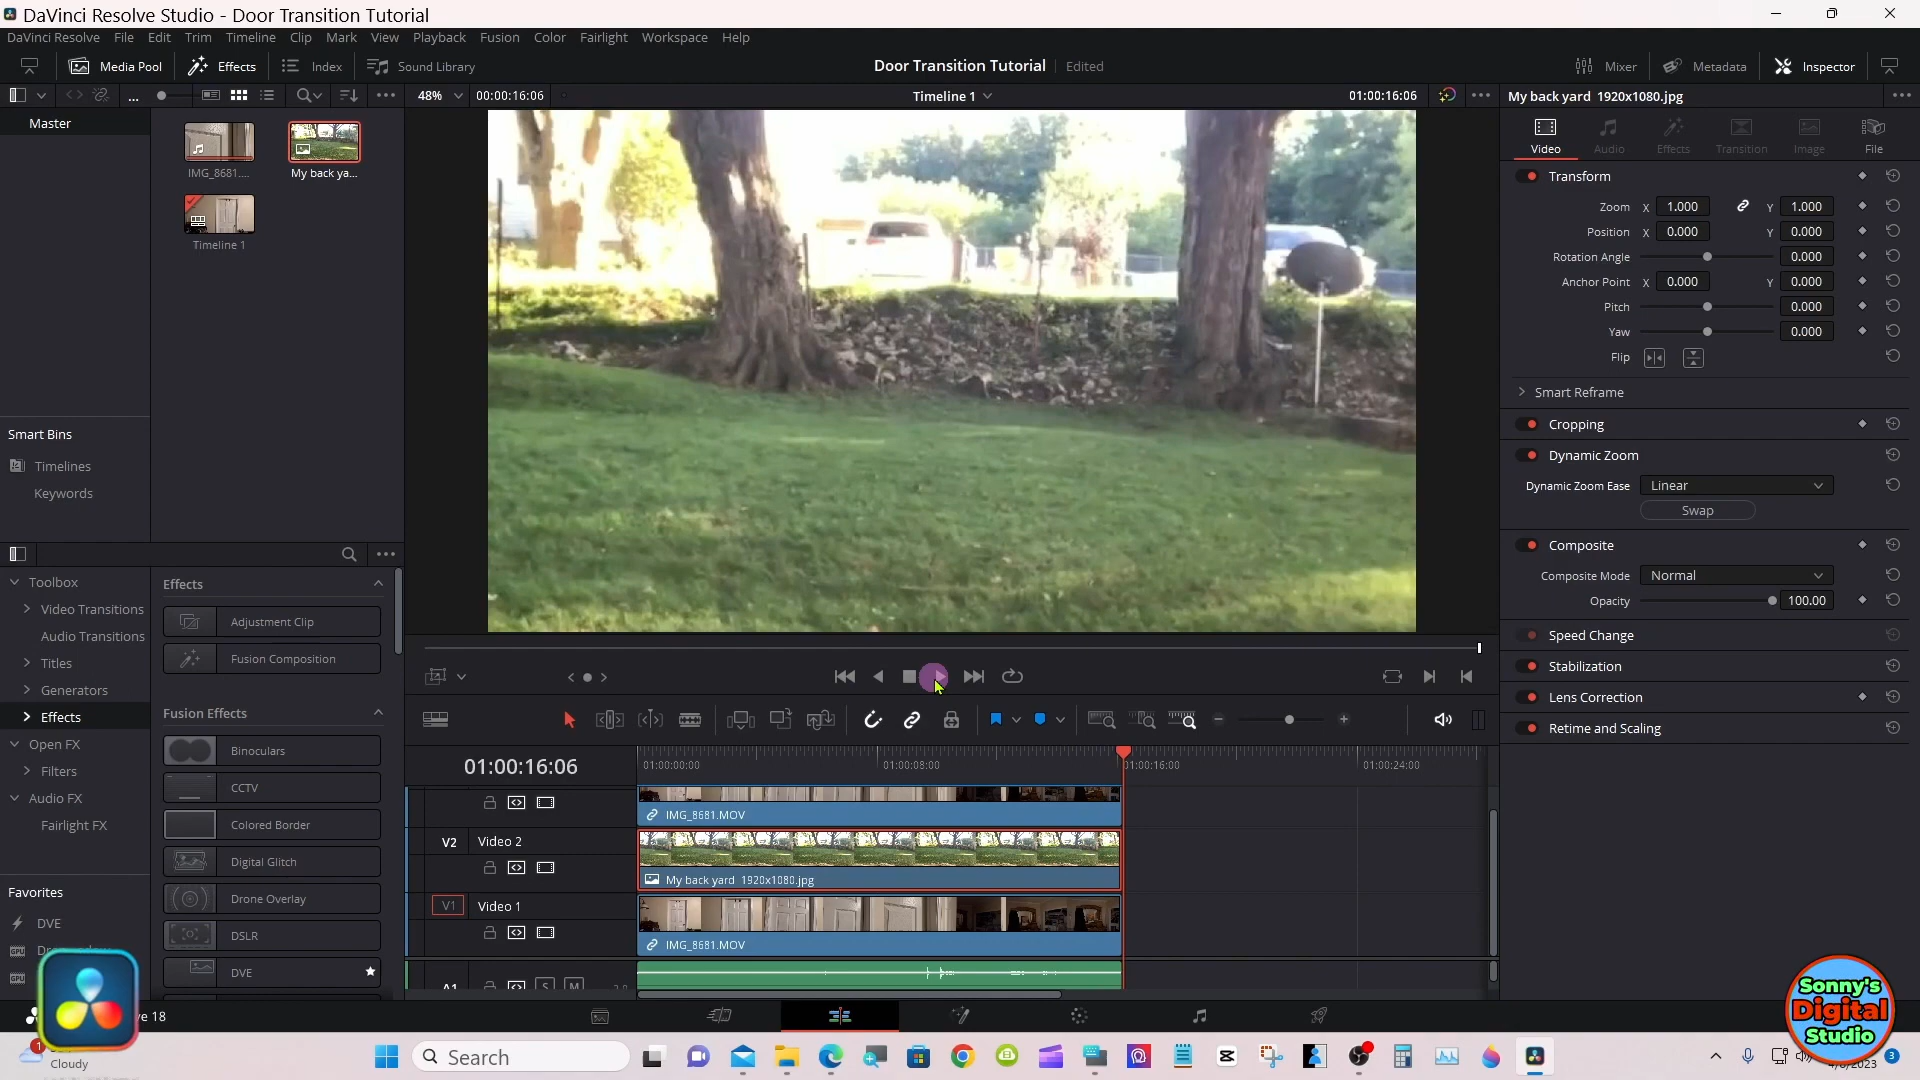 DaVinci Resolve Studio - Door Transition Tutorial
DaVinci Resolve File Edit Trim Timeline Clip Mark View Playback Fusion Color Fairlight Workspace Help
Media Pool Effects Index Sound Library Door Transition Tutorial Edited Mixer Metadata Inspector
... 48% 00:00:16:06 Timeline 1 01:00:16:06 My back yard 1920x1080.jpg
Master
IMG_8681.... My back ya...
Timeline 1
Smart Bins
Timelines
Keywords
Video Audio Effects Transition Image File
Transform
Zoom X 1.000 Y 1.000
Position X 0.000 Y 0.000
Rotation Angle 0.000
Anchor Point X 0.000 Y 0.000
Pitch 0.000
Yaw 0.000
Flip
Smart Reframe
Cropping
Dynamic Zoom
Dynamic Zoom Ease Linear
Swap
Composite
Composite Mode Normal
Opacity 100.00
Speed Change
Stabilization
Lens Correction
Retime and Scaling
Toolbox
Video Transitions
Audio Transitions
Titles
Generators
Effects
Open FX
Filters
Audio FX
Fairlight FX
Favorites
DVE
Effects
Adjustment Clip
Fusion Composition
Fusion Effects
Binoculars
CCTV
Colored Border
Digital Glitch
Drone Overlay
DSLR
DVE
01:00:16:06 01:00:00:00 01:00:08:00 01:00:16:00 01:00:24:00
IMG_8681.MOV
V2 Video 2
My back yard 1920x1080.jpg
V1 Video 1
IMG_8681.MOV
A1 S M
18
Sonny's
Digital
Studio
1
Cloudy
Search
3